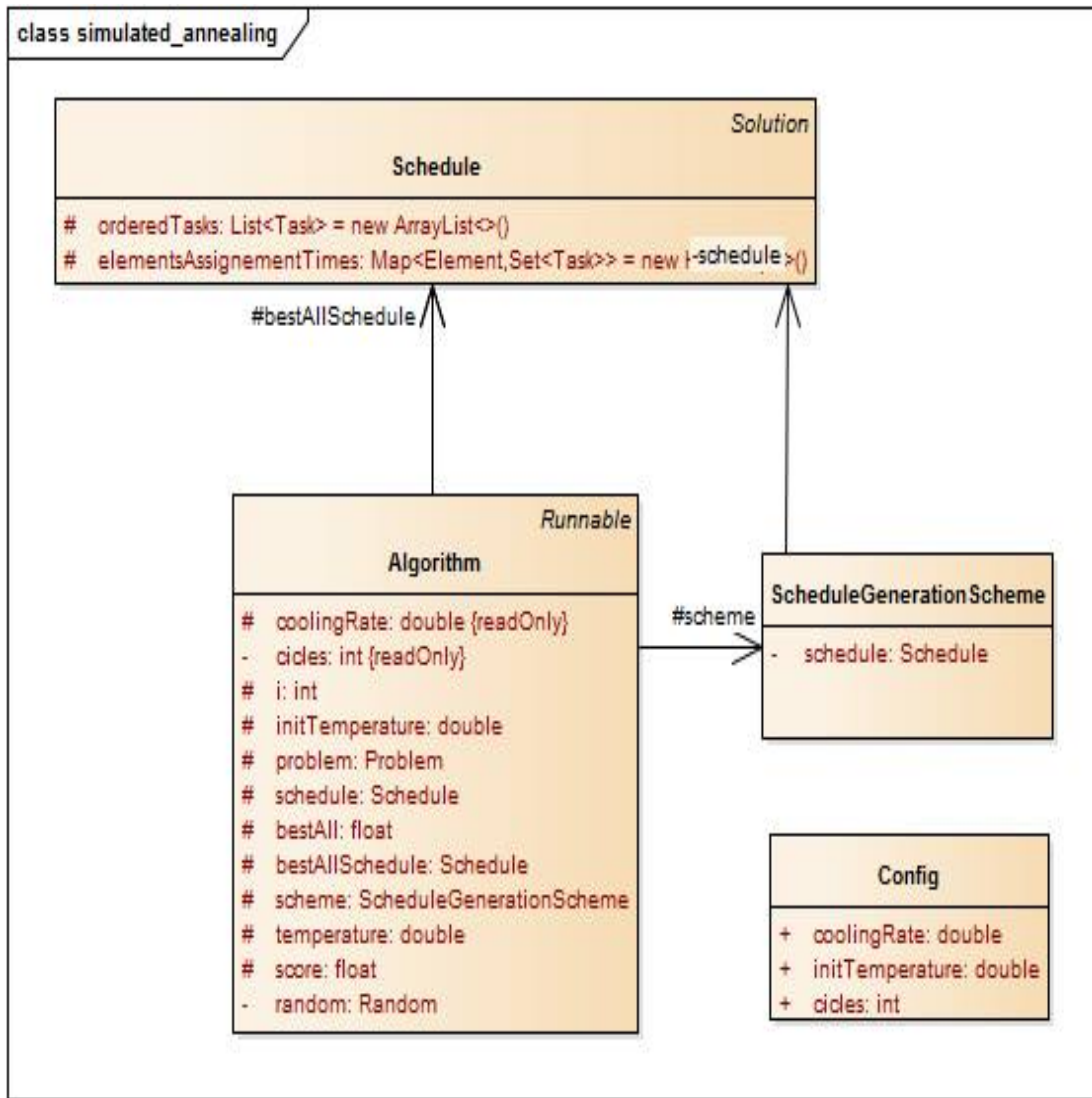 class simulated_annealing
Solution
Schedule
# orderedTasks: List<Task> = new ArrayList<>()
# elementsAssignementTimes: Map<Element,Set<Task>> = new >()
-schedule
#bestAllSchedule
Runnable
Algorithm
# coolingRate: double {readOnly}
- cicles: int {readOnly}
# i: int
# initTemperature: double
# problem: Problem
# schedule: Schedule
# bestAll: float
# bestAllSchedule: Schedule
# scheme: ScheduleGenerationScheme
# temperature: double
# score: float
- random: Random
#scheme
ScheduleGenerationScheme
- schedule: Schedule
Config
+ coolingRate: double
+ initTemperature: double
+ cicles: int